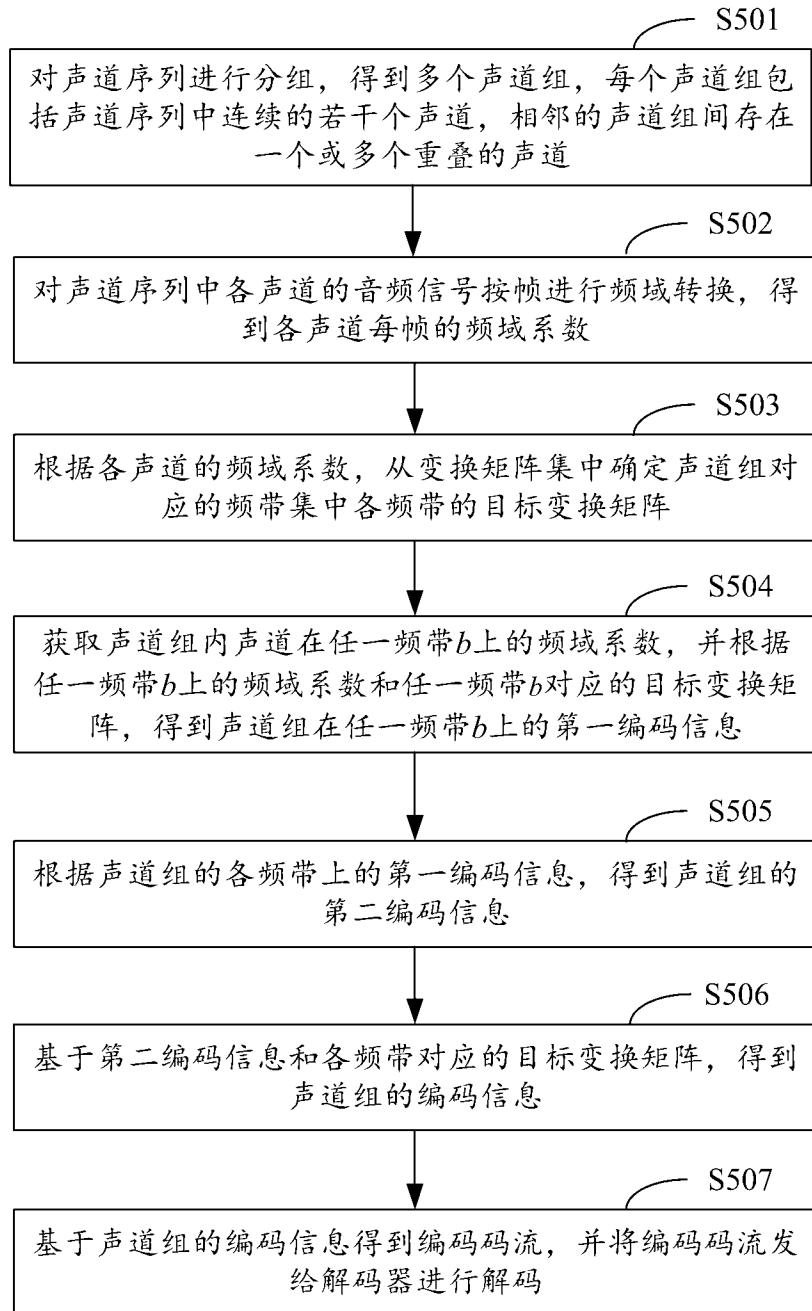 S501
对声道序列进行分组，得到多个声道组，每个声道组包
括声道序列中连续的若干个声道，相邻的声道组间存在
一个或多个重叠的声道
S502
对声道序列中各声道的音频信号按帧进行频域转换，得
到各声道每帧的频域系数
S503
根据各声道的频域系数，从变换矩阵集中确定声道组对
应的频带集中各频带的目标变换矩阵
S504
获取声道组内声道在任一频带b上的频域系数，并根据
任一频带b上的频域系数和任一频带b对应的目标变换矩
阵，得到声道组在任一频带b上的第一编码信息
S505
根据声道组的各频带上的第一编码信息，得到声道组的
第二编码信息
S506
基于第二编码信息和各频带对应的目标变换矩阵，得到
声道组的编码信息
S507
基于声道组的编码信息得到编码码流，并将编码码流发
给解码器进行解码